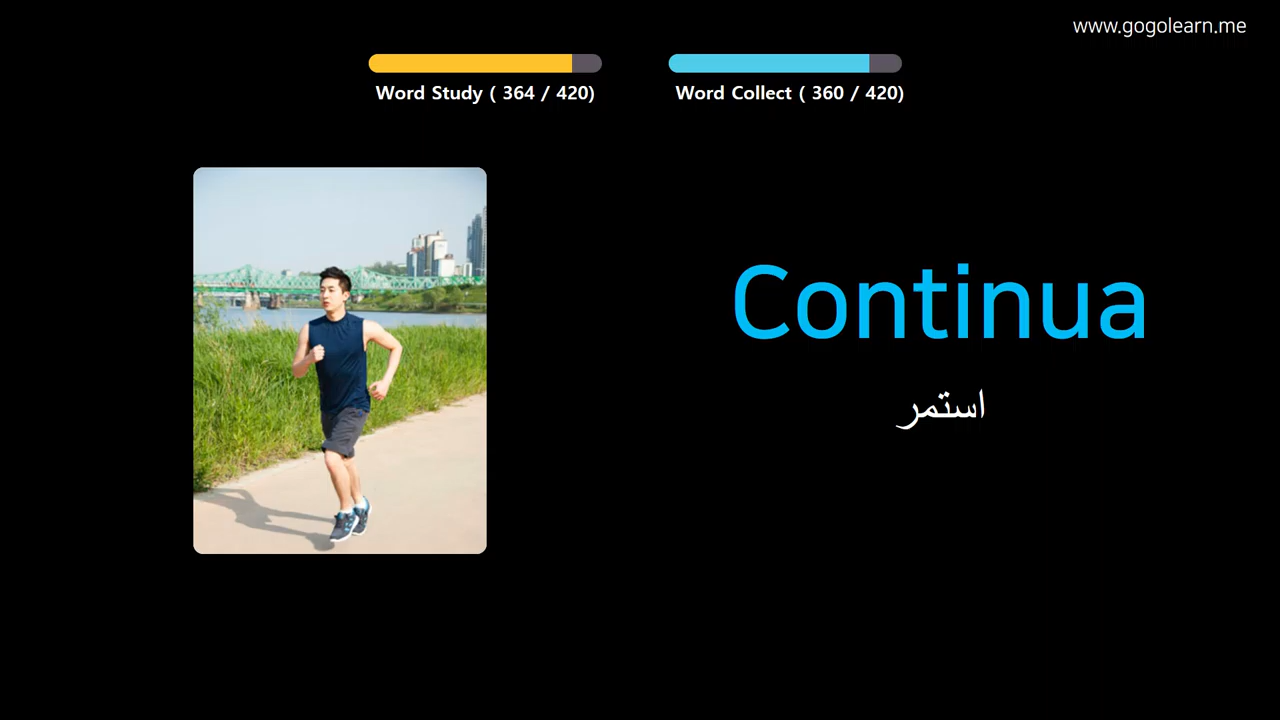 www.gogolearn.me
Word Study ( 364 / 420)
Word Collect ( 360 / 420)
Continua
استمر